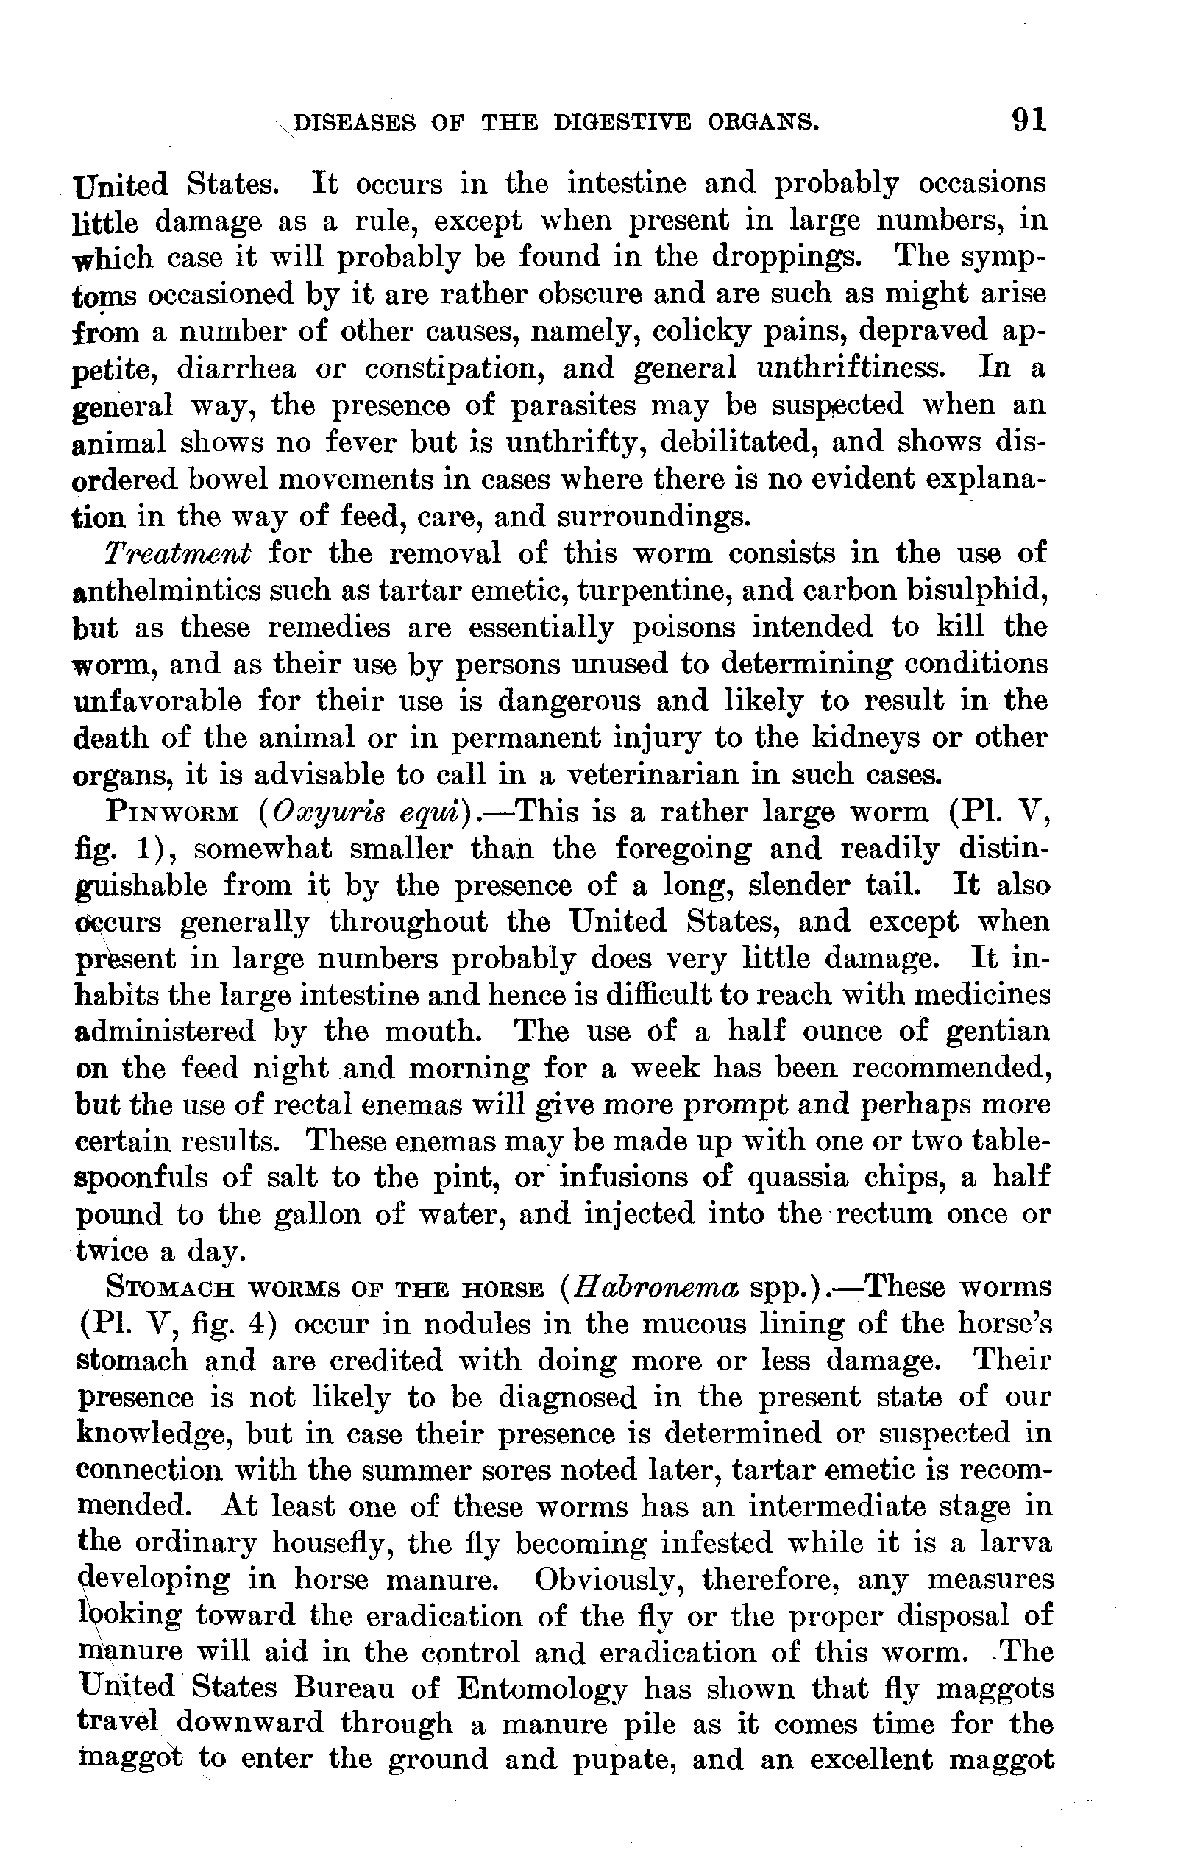 DISEASES OF THE DIGESTIVE ORGANS. 91
United States. It occurs in the intestine and probably occasions
little damage as a rule, except when present in large numbers, in
which case it will probably be found in the droppings. The symp-
toms occasioned by it are rather obscure and are such as might arise
from a number of other causes, namely, colicky pains, depraved ap-
petite, diarrhea or constipation, and general unthriftiness. In a
general way, the presence of parasites may be suspected when an
animal shows no fever but is unthrifty, debilitated, and shows dis-
ordered bowel movements in cases where there is no evident explana-
tion in the way of feed, care, and surroundings.
Treatment for the removal of this worm consists in the use of
anthelmintics such as tartar emetic, turpentine, and carbon bisulphid,
but as these remedies are essentially poisons intended to kill the
worm, and as their use by persons unused to determining conditions
unfavorable for their use is dangerous and likely to result in the
death of the animal or in permanent injury to the kidneys or other
organs, it is advisable to call in a veterinarian in such cases.
PINWORM (Oxyuris equi).—This is a rather large worm (Pl. V,
fig. 1), somewhat smaller than the foregoing and readily distin-
guishable from it by the presence of a long, slender tail. It also
occurs generally throughout the United States, and except when
present in large numbers probably does very little damage. It in-
habits the large intestine and hence is difficult to reach with medicines
administered by the mouth. The use of a half ounce of gentian
on the feed night and morning for a week has been recommended,
but the use of rectal enemas will give more prompt and perhaps more
certain results. These enemas may be made up with one or two table-
spoonfuls of salt to the pint, or infusions of quassia chips, a half
pound to the gallon of water, and injected into the rectum once or
twice a day.
STOMACH WORMS OF THE HORSE (Habronema spp.).—These worms
(Pl. V, fig. 4) occur in nodules in the mucous lining of the horse's
stomach and are credited with doing more or less damage. Their
presence is not likely to be diagnosed in the present state of our
knowledge, but in case their presence is determined or suspected in
connection with the summer sores noted later, tartar emetic is recom-
mended. At least one of these worms has an intermediate stage in
the ordinary housefly, the fly becoming infested while it is a larva
developing in horse manure. Obviously, therefore, any measures
looking toward the eradication of the fly or the proper disposal of
manure will aid in the control and eradication of this worm. The
United States Bureau of Entomology has shown that fly maggots
travel downward through a manure pile as it comes time for the
maggot to enter the ground and pupate, and an excellent maggot